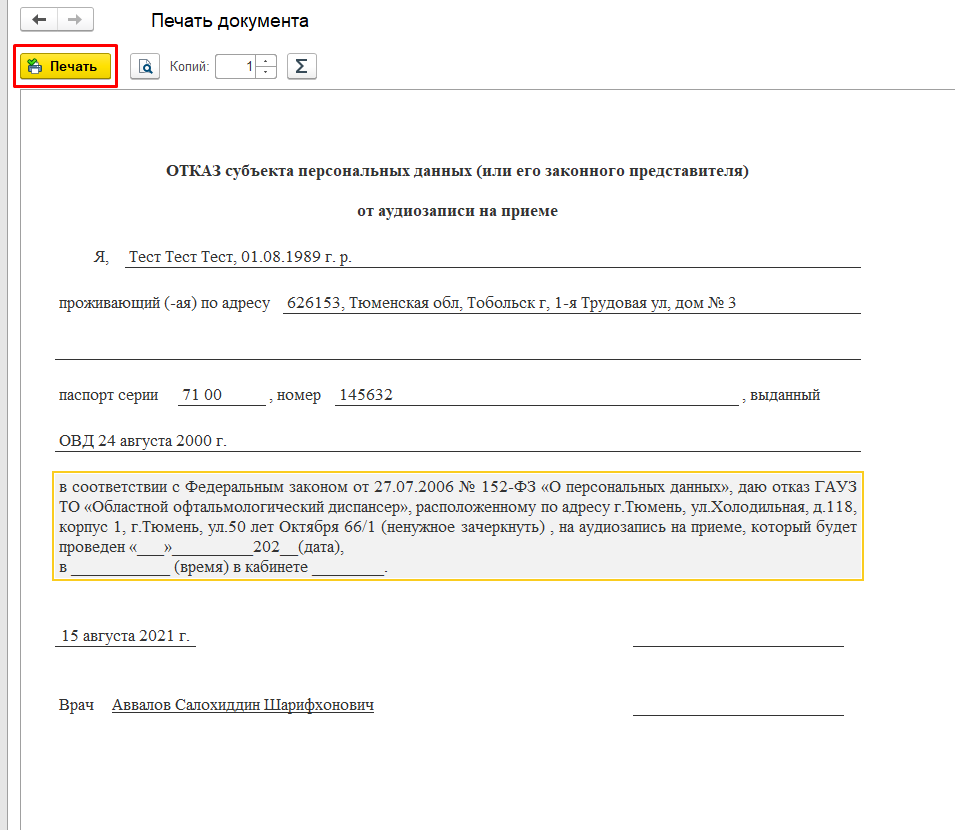 Печать документа
Печать Копий: 1 Σ
ОТКАЗ субъекта персональных данных (или его законного представителя)
от аудиозаписи на приеме
Я, Тест Тест Тест, 01.08.1989 г. р.
проживающий (-ая) по адресу 626153, Тюменская обл, Тобольск г, 1-я Трудовая ул, дом № 3
паспорт серии 71 00 , номер 145632 , выданный
ОВД 24 августа 2000 г.
в соответствии с Федеральным законом от 27.07.2006 № 152-ФЗ «О персональных данных», даю отказ ГАУЗ
ТО «Областной офтальмологический диспансер», расположенному по адресу г.Тюмень, ул.Холодильная, д.118,
корпус 1, г.Тюмень, ул.50 лет Октября 66/1 (ненужное зачеркнуть) , на аудиозапись на приеме, который будет
проведен «___»__________202__(дата),
в ____________ (время) в кабинете _________.
15 августа 2021 г.
Врач Аввалов Салохиддин Шарифхонович